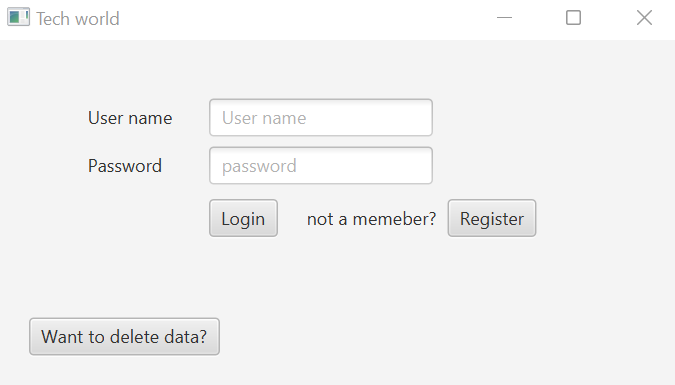 Tech world
User name User name
Password password
Login not a memeber? Register
Want to delete data?